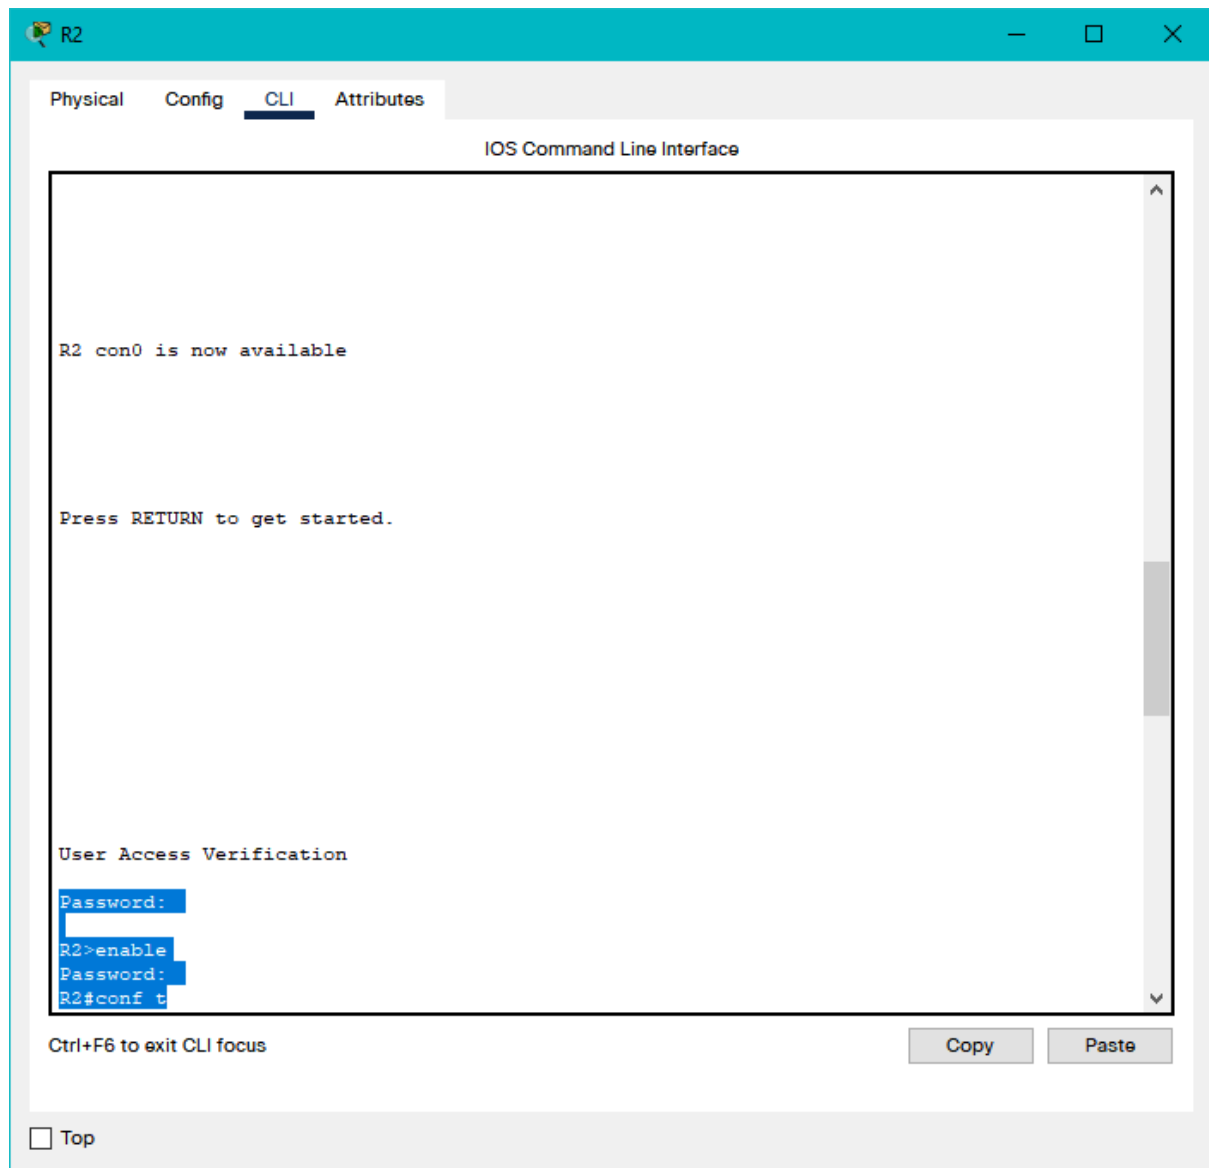 R2
Physical Config CLI Attributes
IOS Command Line Interface
R2 con0 is now available
Press RETURN to get started.
User Access Verification
Password:
R2>enable
Password:
R2#conf t
Ctrl+F6 to exit CLI focus
Copy Paste
Top